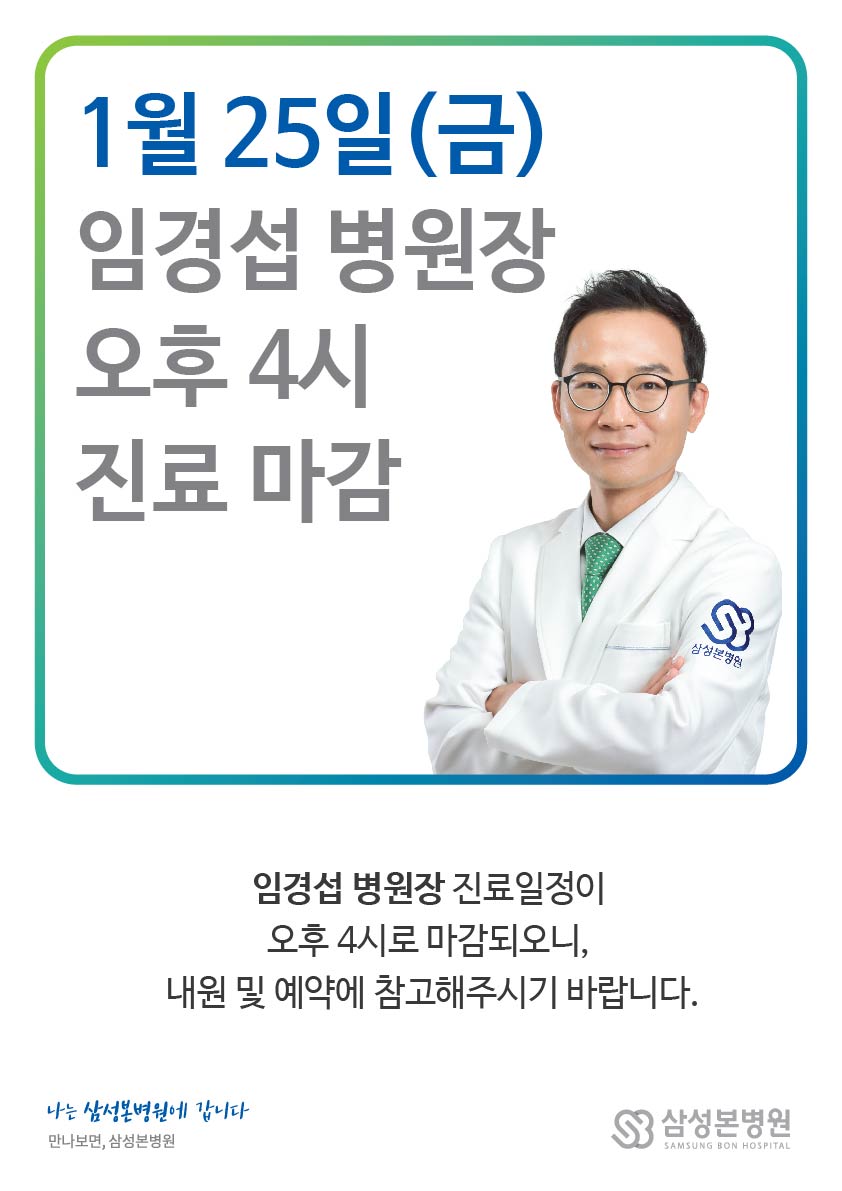 1월 25일(금)
임경섭 병원장
오후 4시
진료 마감
삼성본병원
임경섭 병원장 진료일정이
오후 4시로 마감되오니,
내원 및 예약에 참고해주시기 바랍니다.
나는 삼성본병원에 갑니다
만나보면, 삼성본병원
삼성본병원
SAMSUNG BON HOSPITAL